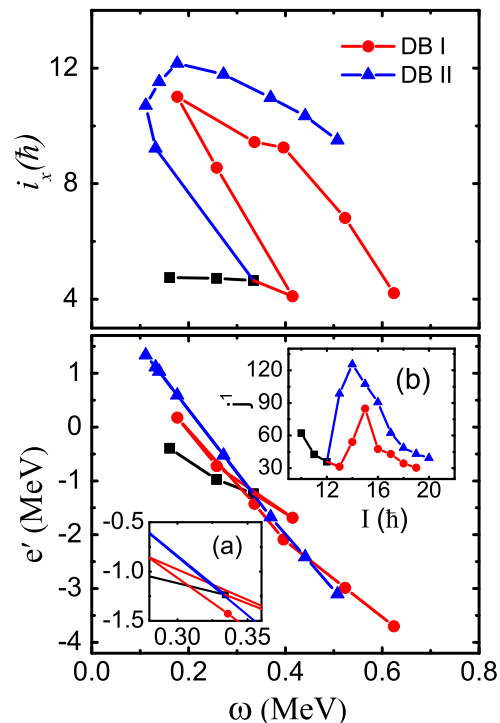 DB I
DB II
12
8
4
i_x(ħ)
1
0
-1
-2
-3
-4
e′ (MeV)
(b)
120
90
60
30
j^1
12
16
20
I (ħ)
(a)
-0.5
-1.0
-1.5
0.30
0.35
0.0
0.2
0.4
0.6
0.8
ω (MeV)